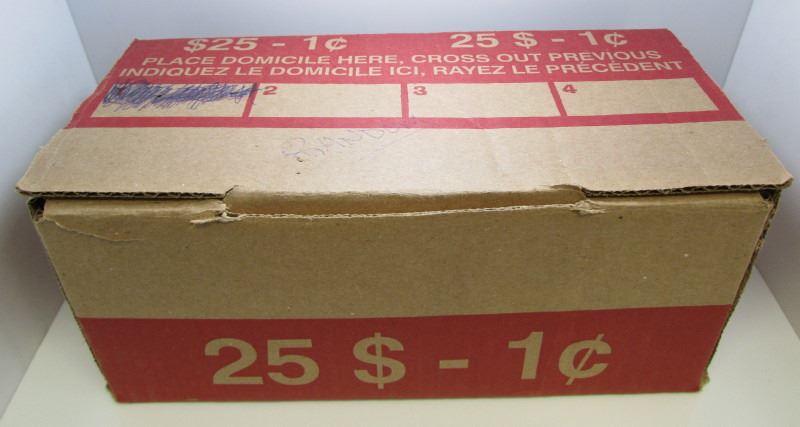 $25 - 1¢ 25 $ - 1¢
PLACE DOMICILE HERE, CROSS OUT PREVIOUS
INDIQUEZ LE DOMICILE ICI, RAYEZ LE PRÉCÉDENT
2 3 4
25 $ - 1¢